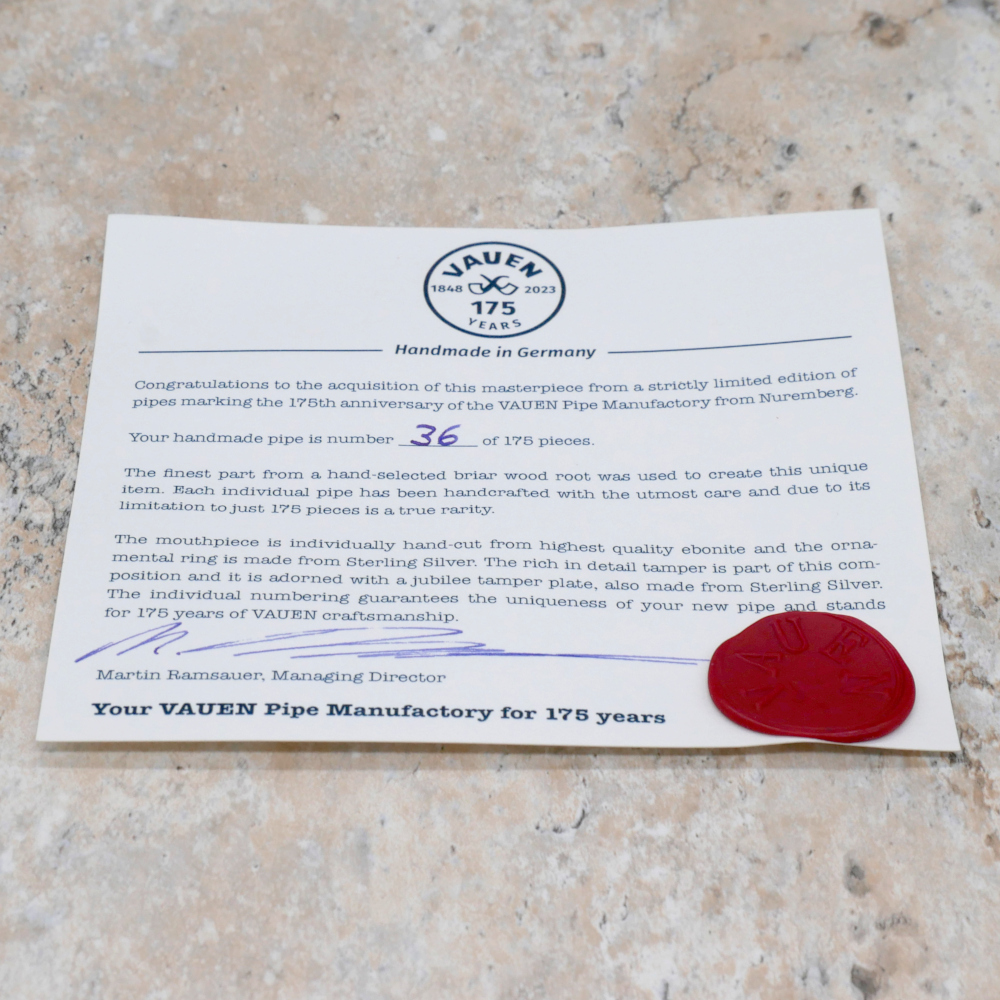 VAUEN
1848 2023
175
YEARS
Handmade in Germany
Congratulations to the acquisition of this masterpiece from a strictly limited edition of
pipes marking the 175th anniversary of the VAUEN Pipe Manufactory from Nuremberg.
Your handmade pipe is number 36 of 175 pieces.
The finest part from a hand-selected briar wood root was used to create this unique
item. Each individual pipe has been handcrafted with the utmost care and due to its
limitation to just 175 pieces is a true rarity.
The mouthpiece is individually hand-cut from highest quality ebonite and the orna-
mental ring is made from Sterling Silver. The rich in detail tamper is part of this com-
position and it is adorned with a jubilee tamper plate, also made from Sterling Silver.
The individual numbering guarantees the uniqueness of your new pipe and stands
for 175 years of VAUEN craftsmanship.
Martin Ramsauer, Managing Director
Your VAUEN Pipe Manufactory for 175 years
VAUEN